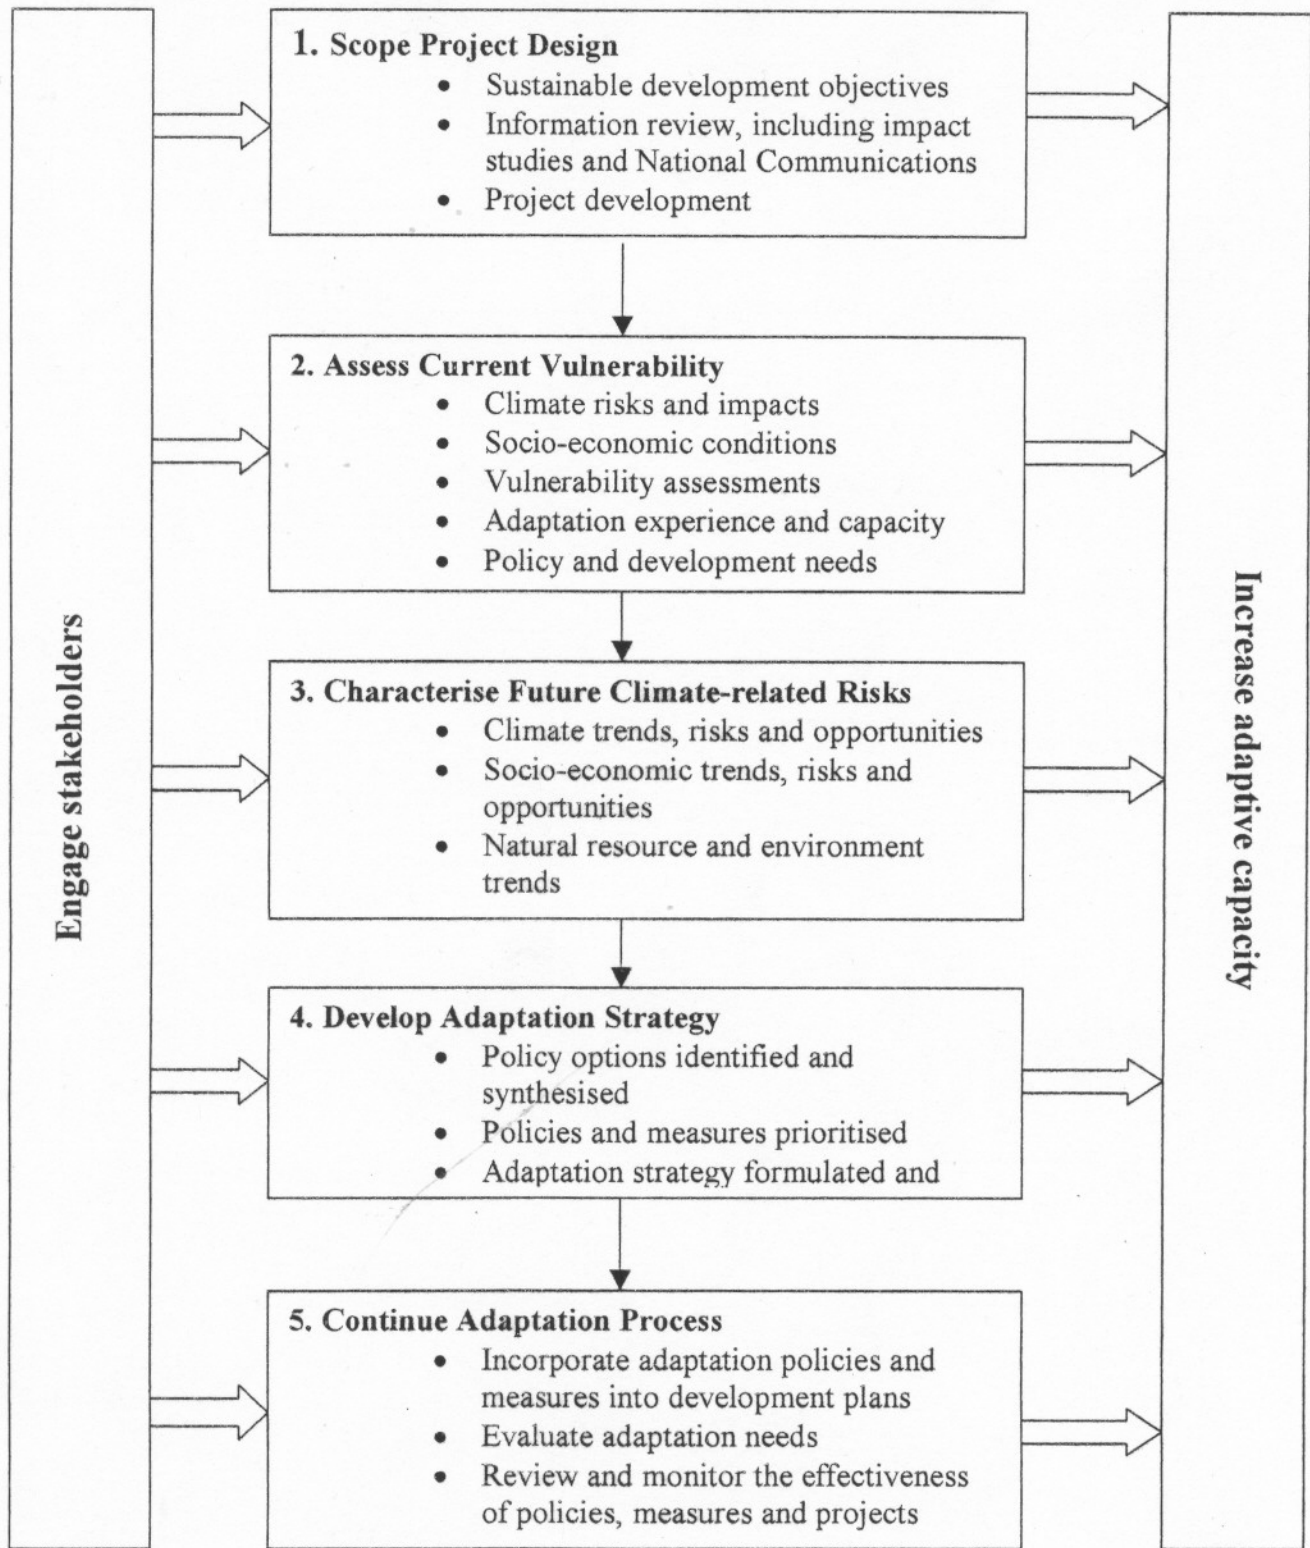 Engage stakeholders
1. Scope Project Design
• Sustainable development objectives
• Information review, including impact
studies and National Communications
• Project development
2. Assess Current Vulnerability
• Climate risks and impacts
• Socio-economic conditions
• Vulnerability assessments
• Adaptation experience and capacity
• Policy and development needs
3. Characterise Future Climate-related Risks
• Climate trends, risks and opportunities
• Socio-economic trends, risks and
opportunities
• Natural resource and environment
trends
4. Develop Adaptation Strategy
• Policy options identified and
synthesised
• Policies and measures prioritised
• Adaptation strategy formulated and
5. Continue Adaptation Process
• Incorporate adaptation policies and
measures into development plans
• Evaluate adaptation needs
• Review and monitor the effectiveness
of policies, measures and projects
Increase adaptive capacity